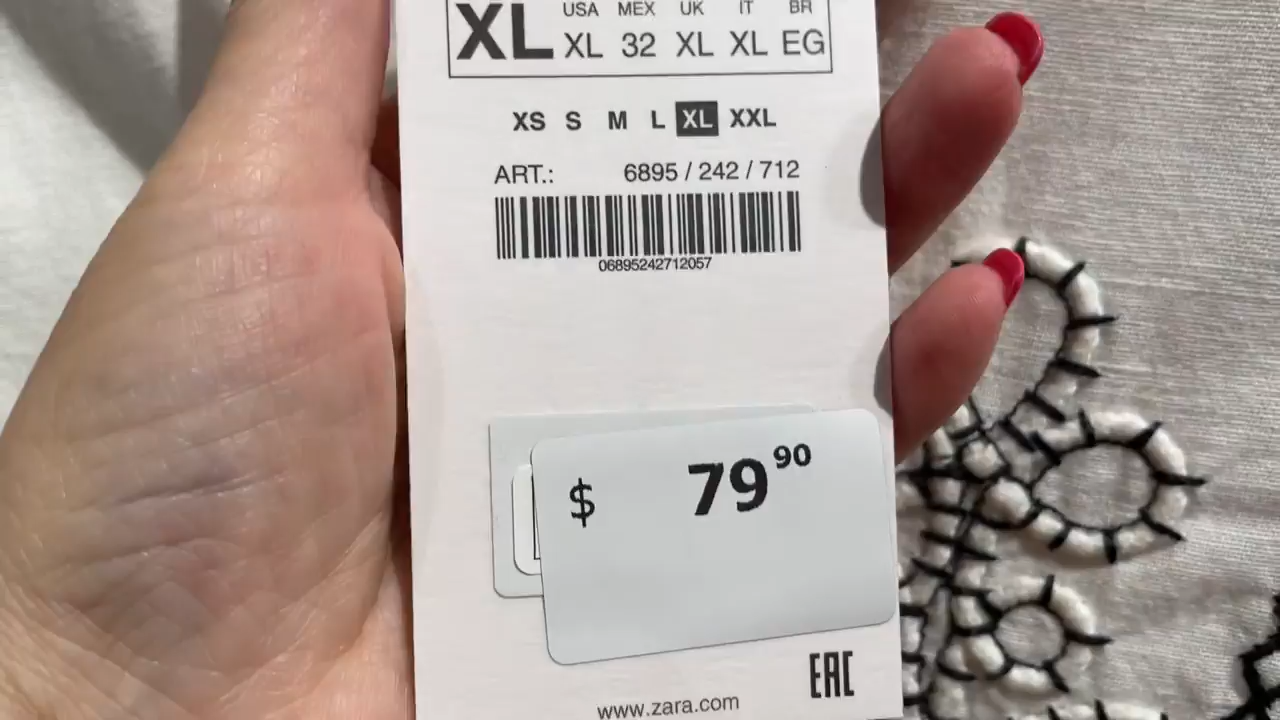 USA MEX UK IT BR
XL XL 32 XL XL EG
XS S M L XL XXL
ART.: 6895 / 242 / 712
06895242712057
$ 79 90
EAC
www.zara.com